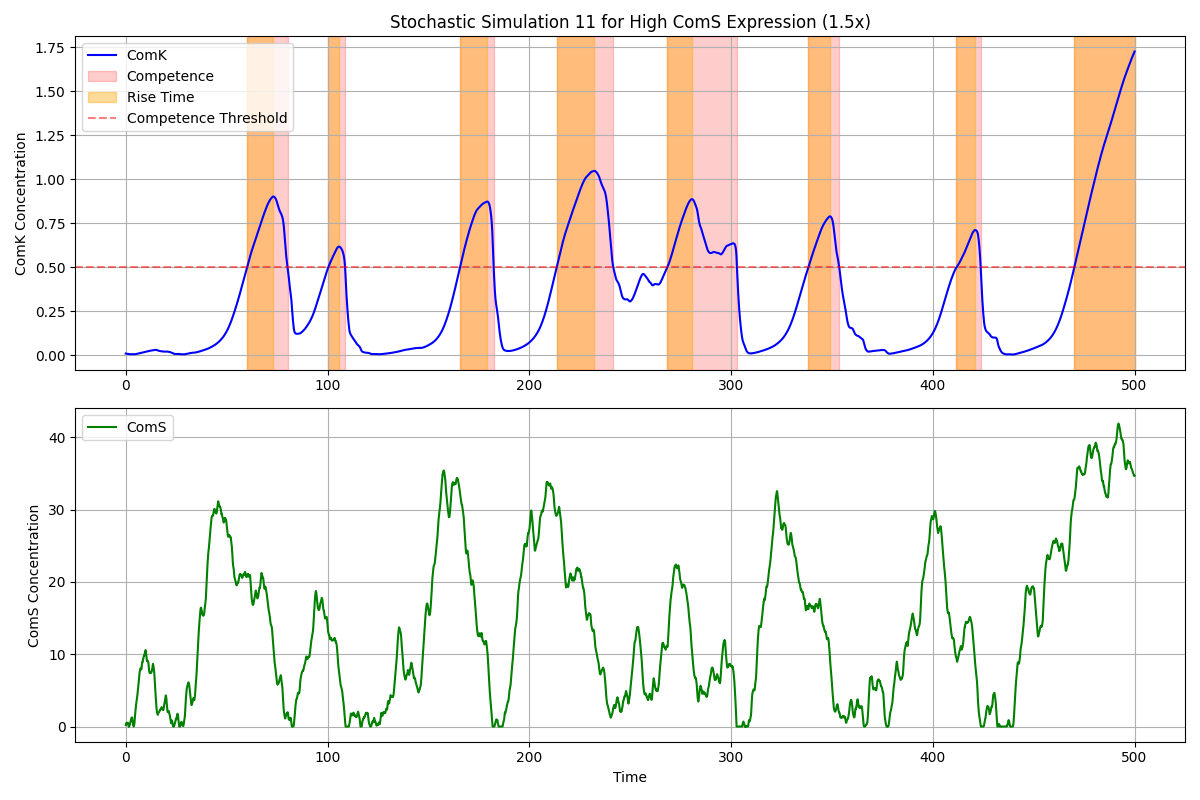 Stochastic Simulation 11 for High ComS Expression (1.5x)
ComK Concentration
1.75
1.50
1.25
1.00
0.75
0.50
0.25
0.00
ComK
Competence
Rise Time
Competence Threshold
0 100 200 300 400 500
ComS Concentration
40
30
20
10
0
ComS
0 100 200 300 400 500
Time